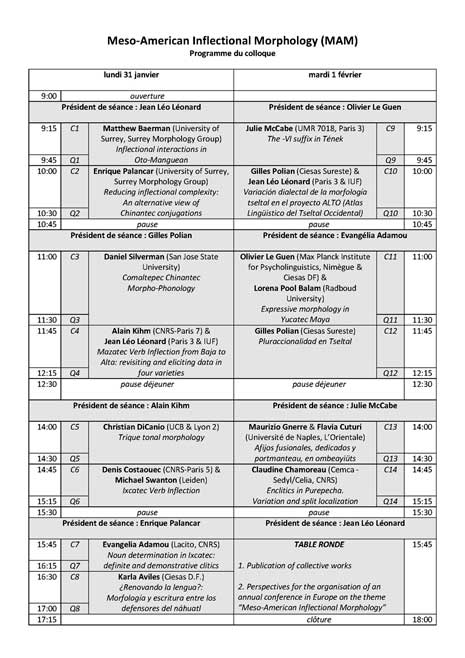 Meso-American Inflectional Morphology (MAM)
Programme du colloque
lundi 31 janvier
mardi 1 février
9:00 ouverture
Président de séance : Jean Léo Léonard
Président de séance : Olivier Le Guen
9:15 C1 Matthew Baerman (University of Julie McCabe (UMR 7018, Paris 3) C9 9:15
Surrey, Surrey Morphology Group) The -VI suffix in Tének
Inflectional interactions in
9:45 Q1 Oto-Manguean Q9 9:45
10:00 C2 Enrique Palancar (University of Surrey, Gilles Polian (Ciesas Sureste) & C10 10:00
Surrey Morphology Group) Jean Léo Léonard (Paris 3 & IUF)
Reducing inflectional complexity: Variación dialectal de la morfología
An alternative view of tseltal en el proyecto ALTO (Atlas
10:30 Q2 Chinantec conjugations Lingüístico del Tseltal Occidental) Q10 10:30
10:45 pause pause 10:45
Président de séance : Gilles Polian
Président de séance : Evangélia Adamou
11:00 C3 Daniel Silverman (San Jose State Olivier Le Guen (Max Planck Institute C11 11:00
University) for Psycholinguistics, Nimègue &
Comaltepec Chinantec Ciesas DF) &
Morpho-Phonology Lorena Pool Balam (Radboud
University)
Expressive morphology in
11:30 Q3 Yucatec Maya Q11 11:30
11:45 C4 Alain Kihm (CNRS-Paris 7) & Gilles Polian (Ciesas Sureste) C12 11:45
Jean Léo Léonard (Paris 3 & IUF) Pluraccionalidad en Tseltal
Mazatec Verb Inflection from Baja to
Alta: revisiting and eliciting data in
12:15 Q4 four varieties Q12 12:15
12:30 pause déjeuner pause déjeuner 12:30
Président de séance : Alain Kihm
Président de séance : Julie McCabe
14:00 C5 Christian DiCanio (UCB & Lyon 2) Maurizio Gnerre & Flavia Cuturi C13 14:00
Trique tonal morphology (Université de Naples, L'Orientale)
Afijos fusionales, dedicados y
14:30 Q5 portmanteau, en ombeayiüts Q13 14:30
14:45 C6 Denis Costaouec (CNRS-Paris 5) & Claudine Chamoreau (Cemca - C14 14:45
Michael Swanton (Leiden) Sedyl/Celia, CNRS)
Ixcatec Verb Inflection Enclitics in Purepecha.
15:15 Q6 Variation and split localization Q14 15:15
15:30 pause pause 15:30
Président de séance : Enrique Palancar
Président de séance : Jean Léo Léonard
15:45 C7 Evangelia Adamou (Lacito, CNRS) TABLE RONDE 15:45
Noun determination in Ixcatec:
16:15 Q7 definite and demonstrative clitics 1. Publication of collective works
16:30 C8 Karla Aviles (Ciesas D.F.)
¿Renovando la lengua?: 2. Perspectives for the organisation of an
Morfología y escritura entre los annual conference in Europe on the theme
17:00 Q8 defensores del náhuatl "Meso-American Inflectional Morphology"
17:15 clôture 18:00